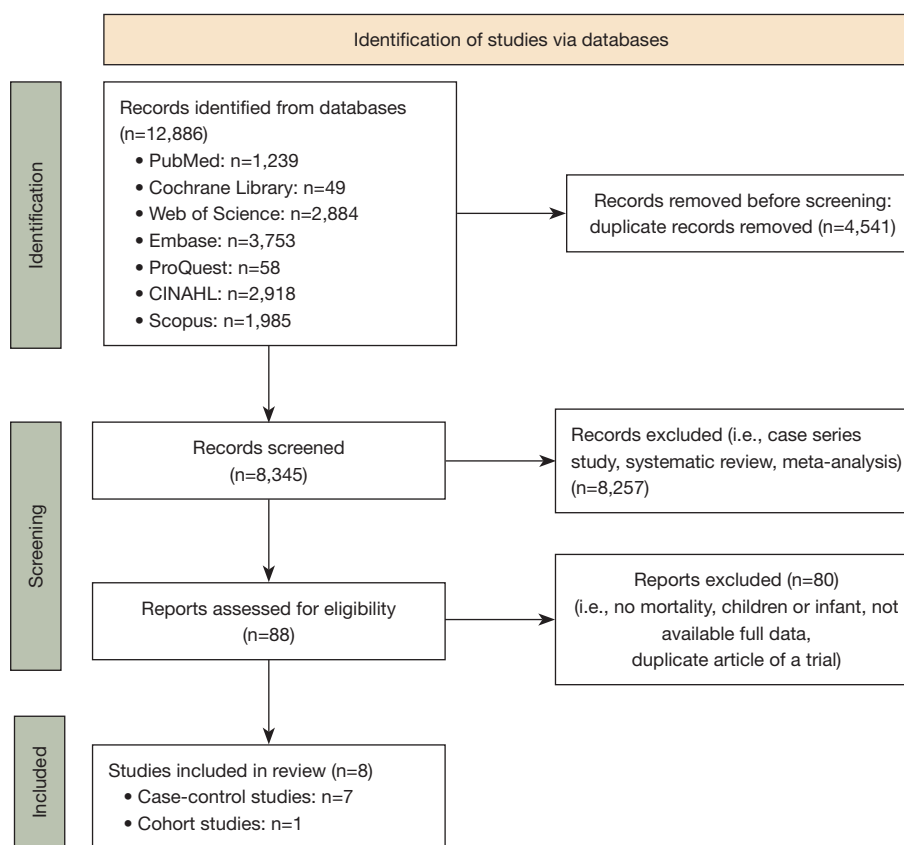 Identification of studies via databases
Identification
Records identified from databases
(n=12,886)
• PubMed: n=1,239
• Cochrane Library: n=49
• Web of Science: n=2,884
• Embase: n=3,753
• ProQuest: n=58
• CINAHL: n=2,918
• Scopus: n=1,985
Records removed before screening:
duplicate records removed (n=4,541)
Screening
Records screened
(n=8,345)
Records excluded (i.e., case series
study, systematic review, meta-analysis)
(n=8,257)
Reports assessed for eligibility
(n=88)
Reports excluded (n=80)
(i.e., no mortality, children or infant, not
available full data,
duplicate article of a trial)
Included
Studies included in review (n=8)
• Case-control studies: n=7
• Cohort studies: n=1